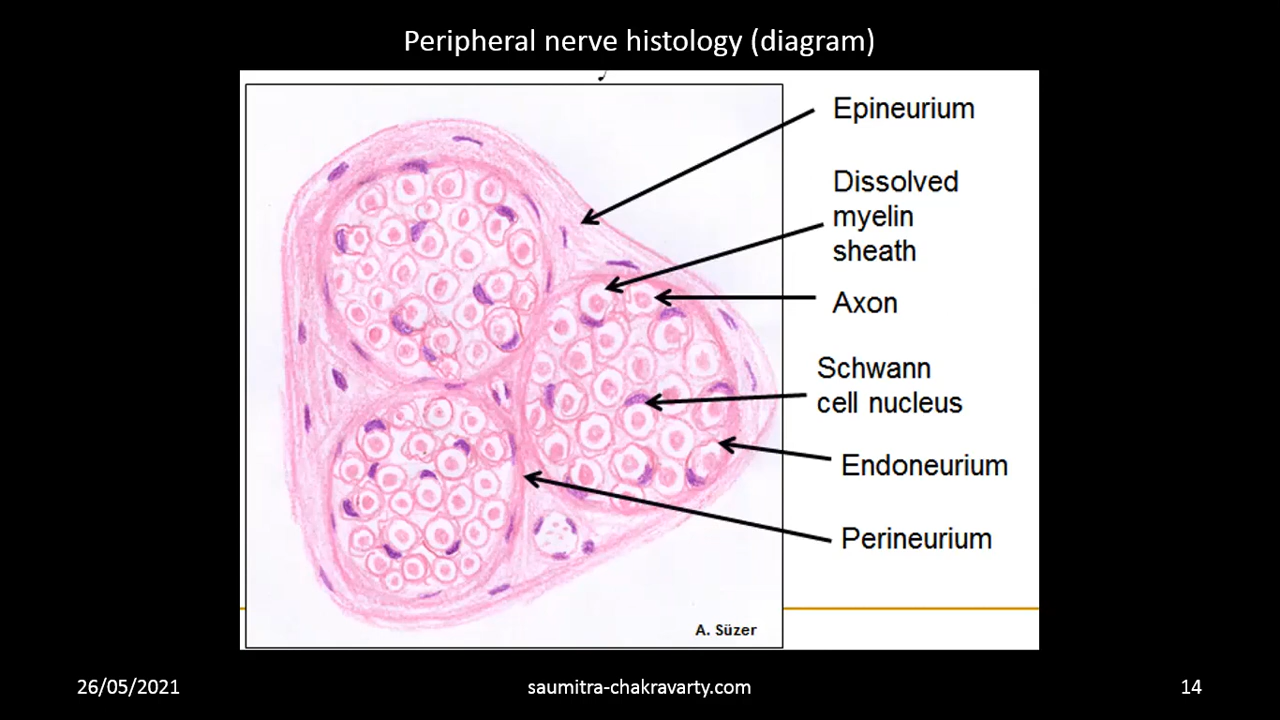 Peripheral nerve histology (diagram)
Epineurium
Dissolved
myelin
sheath
Axon
Schwann
cell nucleus
Endoneurium
Perineurium
A. Süzer
26/05/2021
saumitra-chakravarty.com
14